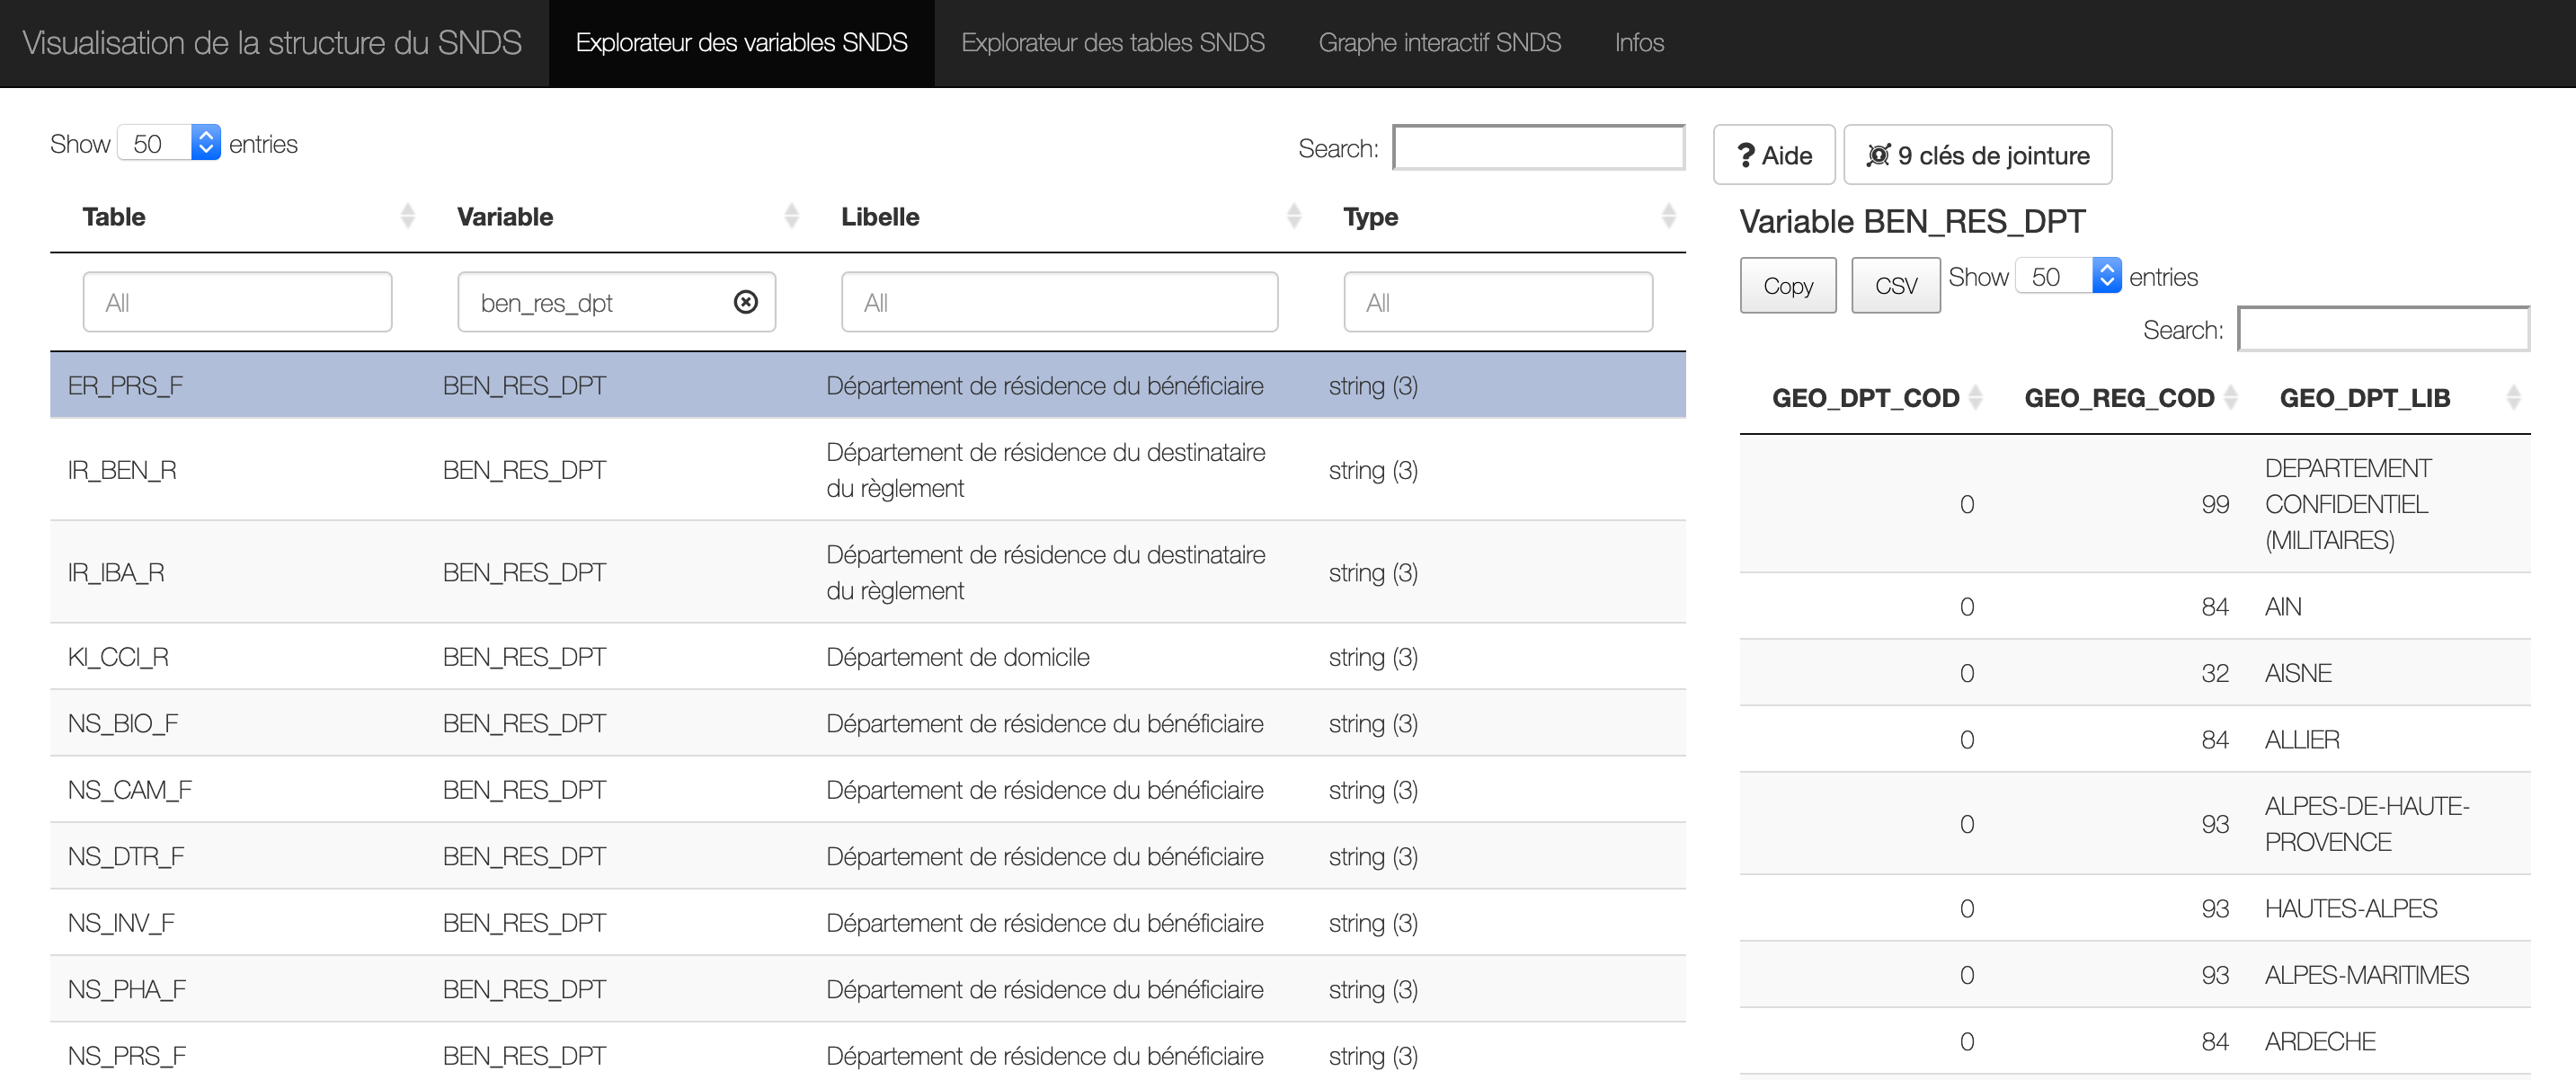 Visualisation de la structure du SNDS Explorateur des variables SNDS Explorateur des tables SNDS Graphe interactif SNDS Infos
Show 50 entries
Search:
Table Variable Libelle Type
All ben_res_dpt All All
ER_PRS_F BEN_RES_DPT Département de résidence du bénéficiaire string (3)
IR_BEN_R BEN_RES_DPT Département de résidence du destinataire
du règlement string (3)
IR_IBA_R BEN_RES_DPT Département de résidence du destinataire
du règlement string (3)
KI_CCI_R BEN_RES_DPT Département de domicile string (3)
NS_BIO_F BEN_RES_DPT Département de résidence du bénéficiaire string (3)
NS_CAM_F BEN_RES_DPT Département de résidence du bénéficiaire string (3)
NS_DTR_F BEN_RES_DPT Département de résidence du bénéficiaire string (3)
NS_INV_F BEN_RES_DPT Département de résidence du bénéficiaire string (3)
NS_PHA_F BEN_RES_DPT Département de résidence du bénéficiaire string (3)
NS_PRS_F BEN_RES_DPT Département de résidence du bénéficiaire string (3)
? Aide 9 clés de jointure
Variable BEN_RES_DPT
Copy CSV Show 50 entries
Search:
GEO_DPT_COD GEO_REG_COD GEO_DPT_LIB
0 99 DEPARTEMENT
CONFIDENTIEL
(MILITAIRES)
0 84 AIN
0 32 AISNE
0 84 ALLIER
0 93 ALPES-DE-HAUTE-
PROVENCE
0 93 HAUTES-ALPES
0 93 ALPES-MARITIMES
0 84 ARDECHE